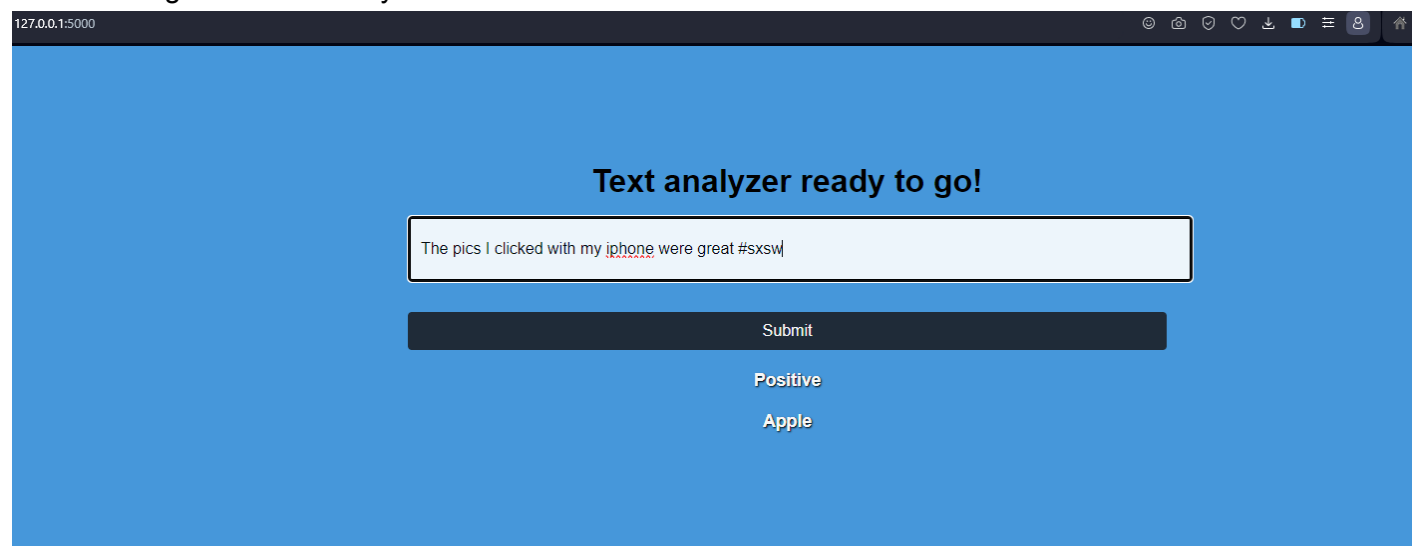 127.0.0.1:5000
Text analyzer ready to go!
The pics I clicked with my iphone were great #sxsw
Submit
Positive
Apple